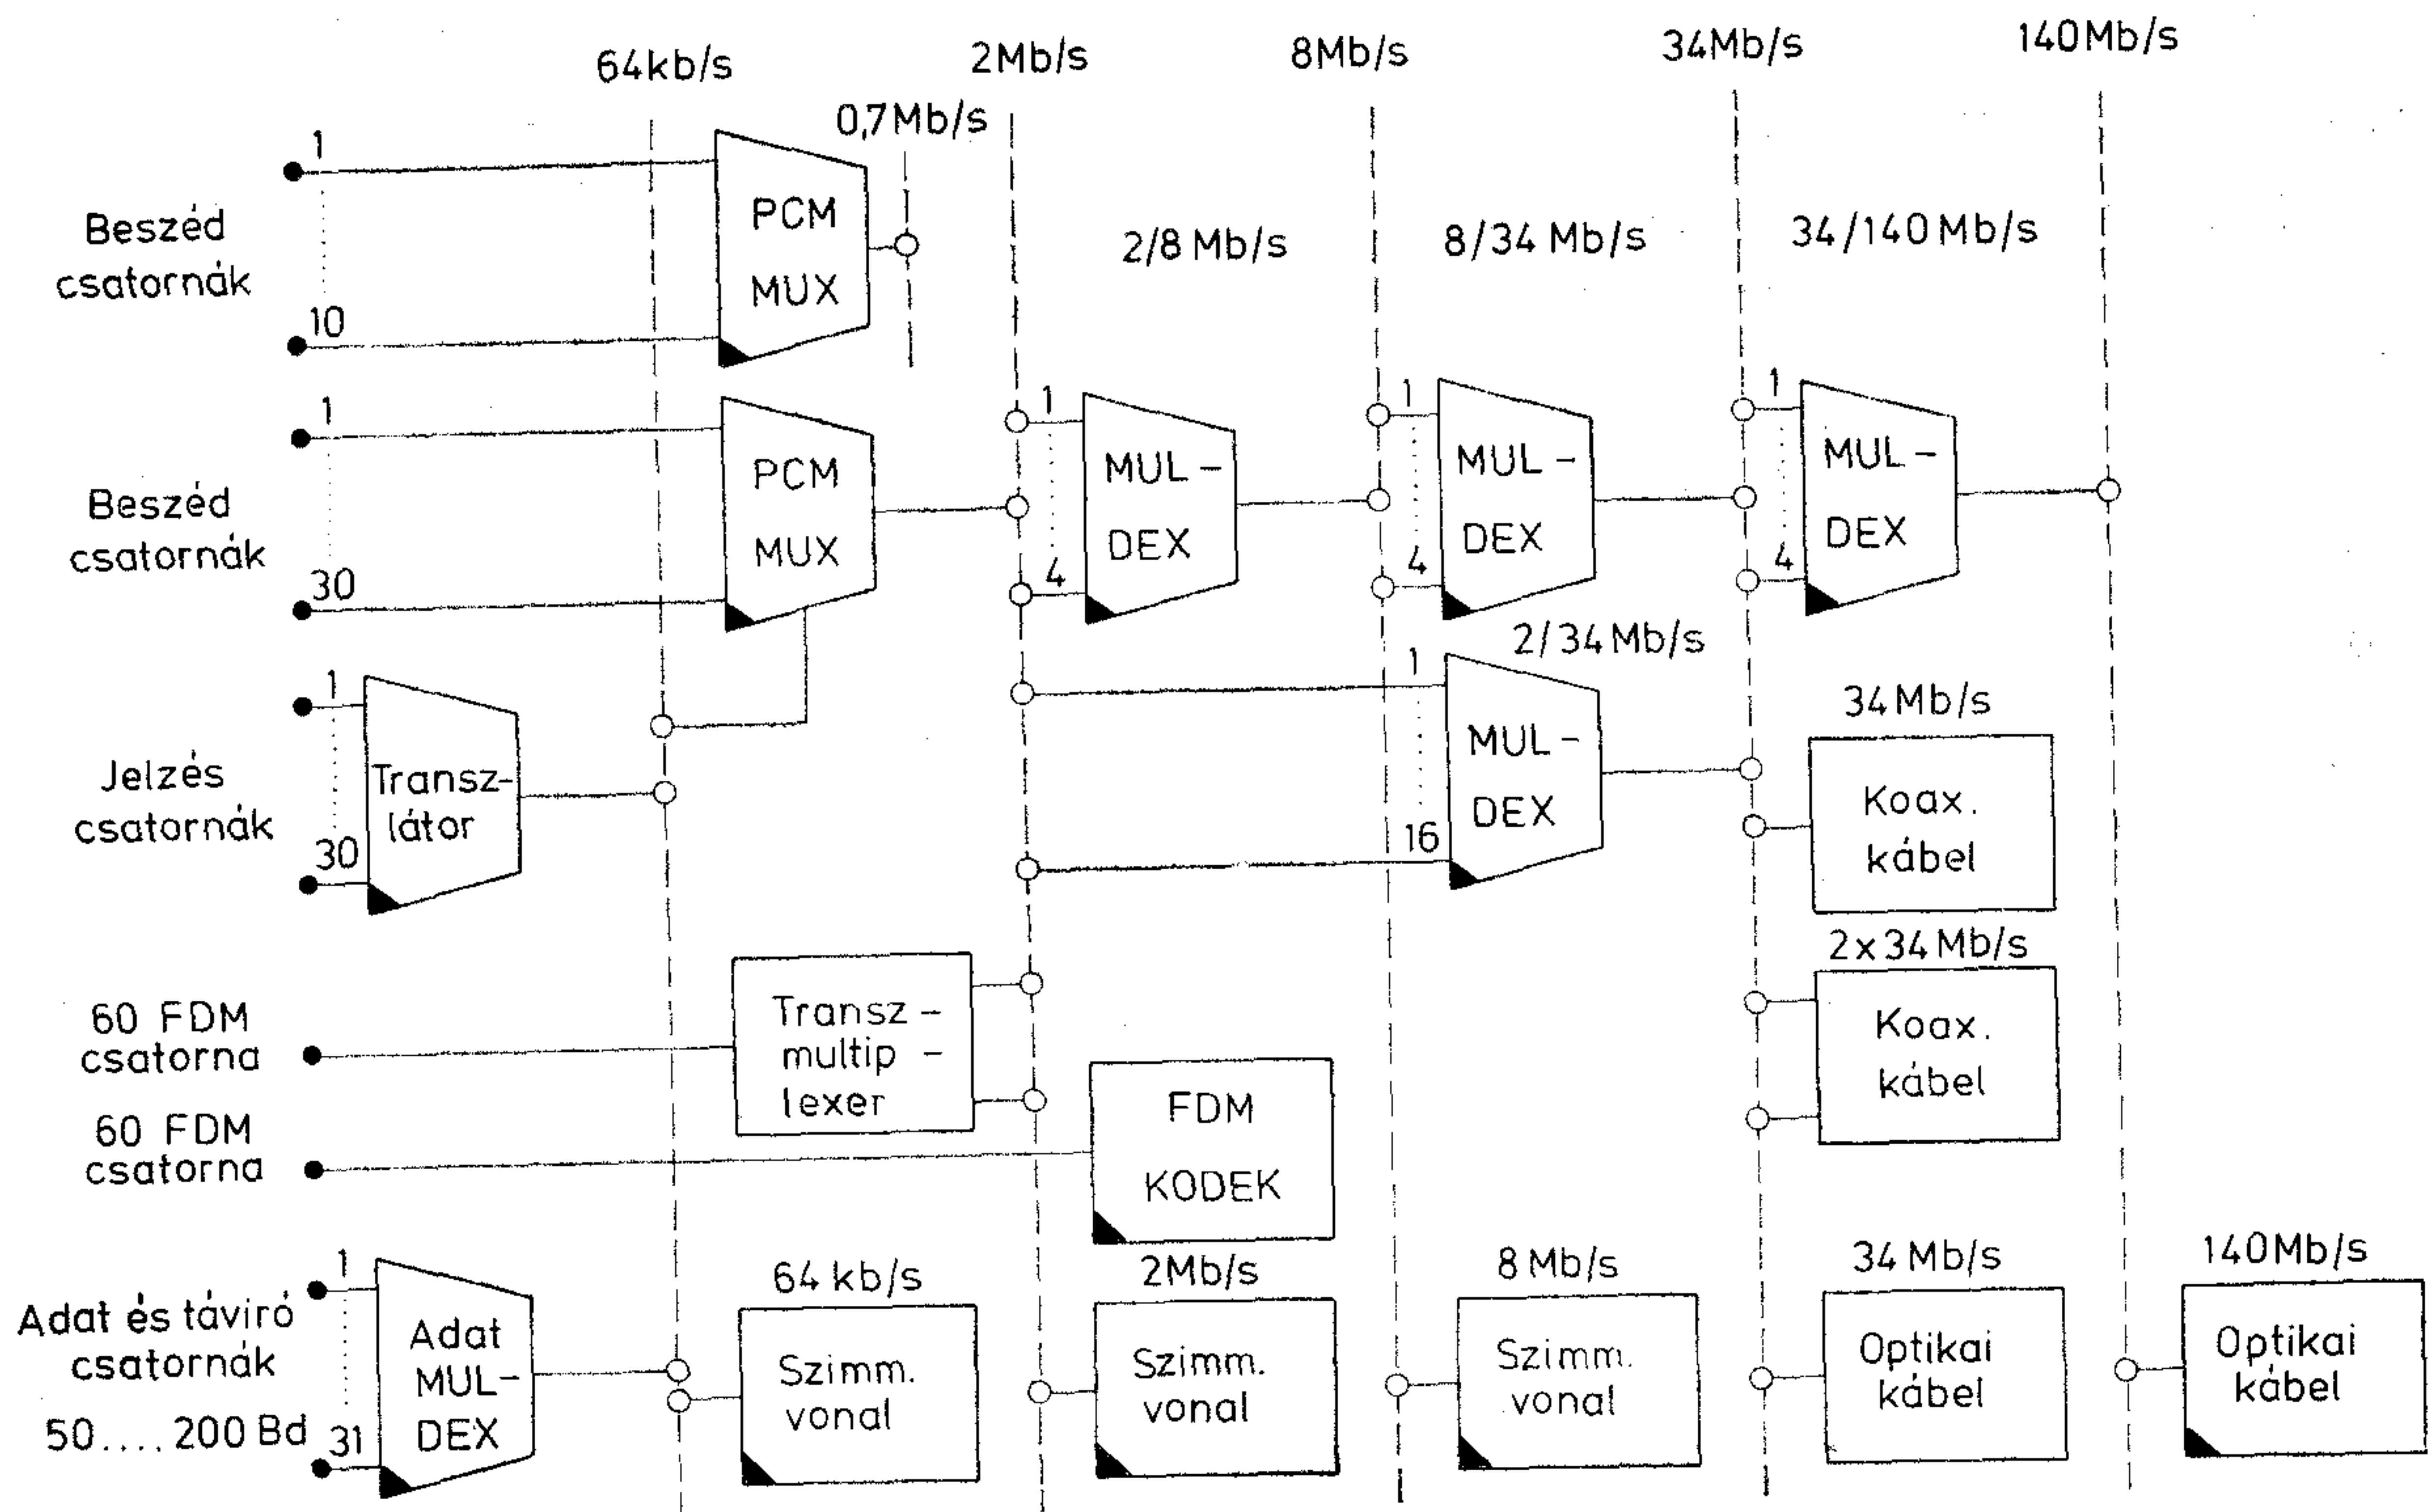 64kb/s
2Mb/s
8Mb/s
34Mb/s
140Mb/s
0,7Mb/s
1
Beszéd
csatornák
10
PCM
MUX
2/8 Mb/s
8/34 Mb/s
34/140 Mb/s
1
Beszéd
csatornák
30
PCM
MUX
1
4
MUL-
DEX
1
4
MUL-
DEX
1
4
MUL-
DEX
2/34 Mb/s
1
Jelzés
csatornák
30
Transz-
látor
1
16
MUL-
DEX
34Mb/s
Koax.
kábel
2x34 Mb/s
Koax.
kábel
60 FDM
csatorna
Transz-
multip-
lexer
60 FDM
csatorna
FDM
KODEK
1
Adat és táviró
csatornák
50....200 Bd
31
Adat
MUL-
DEX
64 kb/s
Szimm.
vonal
2Mb/s
Szimm.
vonal
8 Mb/s
Szimm.
vonal
34 Mb/s
Optikai
kábel
140Mb/s
Optikai
kábel